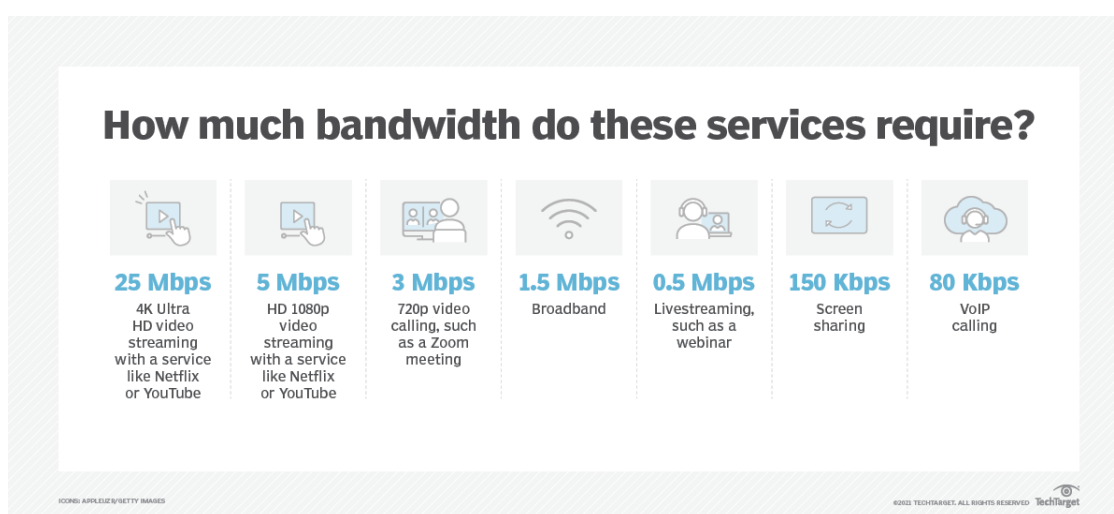 How much bandwidth do these services require?
25 Mbps
4K Ultra
HD video
streaming
with a service
like Netflix
or YouTube
5 Mbps
HD 1080p
video
streaming
with a service
like Netflix
or YouTube
3 Mbps
720p video
calling, such
as a Zoom
meeting
1.5 Mbps
Broadband
0.5 Mbps
Livestreaming,
such as a
webinar
150 Kbps
Screen
sharing
80 Kbps
VoIP
calling
ICONS: APPLEUZR/GETTY IMAGES
©2021 TECHTARGET. ALL RIGHTS RESERVED TechTarget